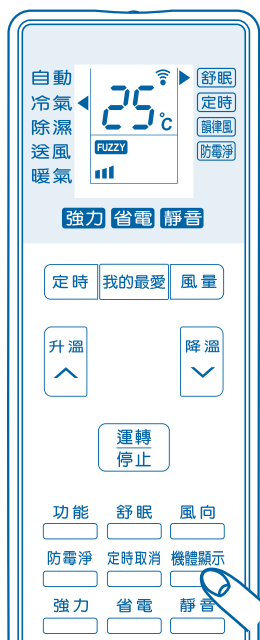 自動 舒眠
冷氣 25°c 定時
除濕 韻律風
送風 FUZZY 防霉淨
暖氣
強力 省電 靜音
定時 我的最愛 風量
升溫 降溫
運轉
停止
功能 舒眠 風向
防霉淨 定時取消 機體顯示
強力 省電 靜音